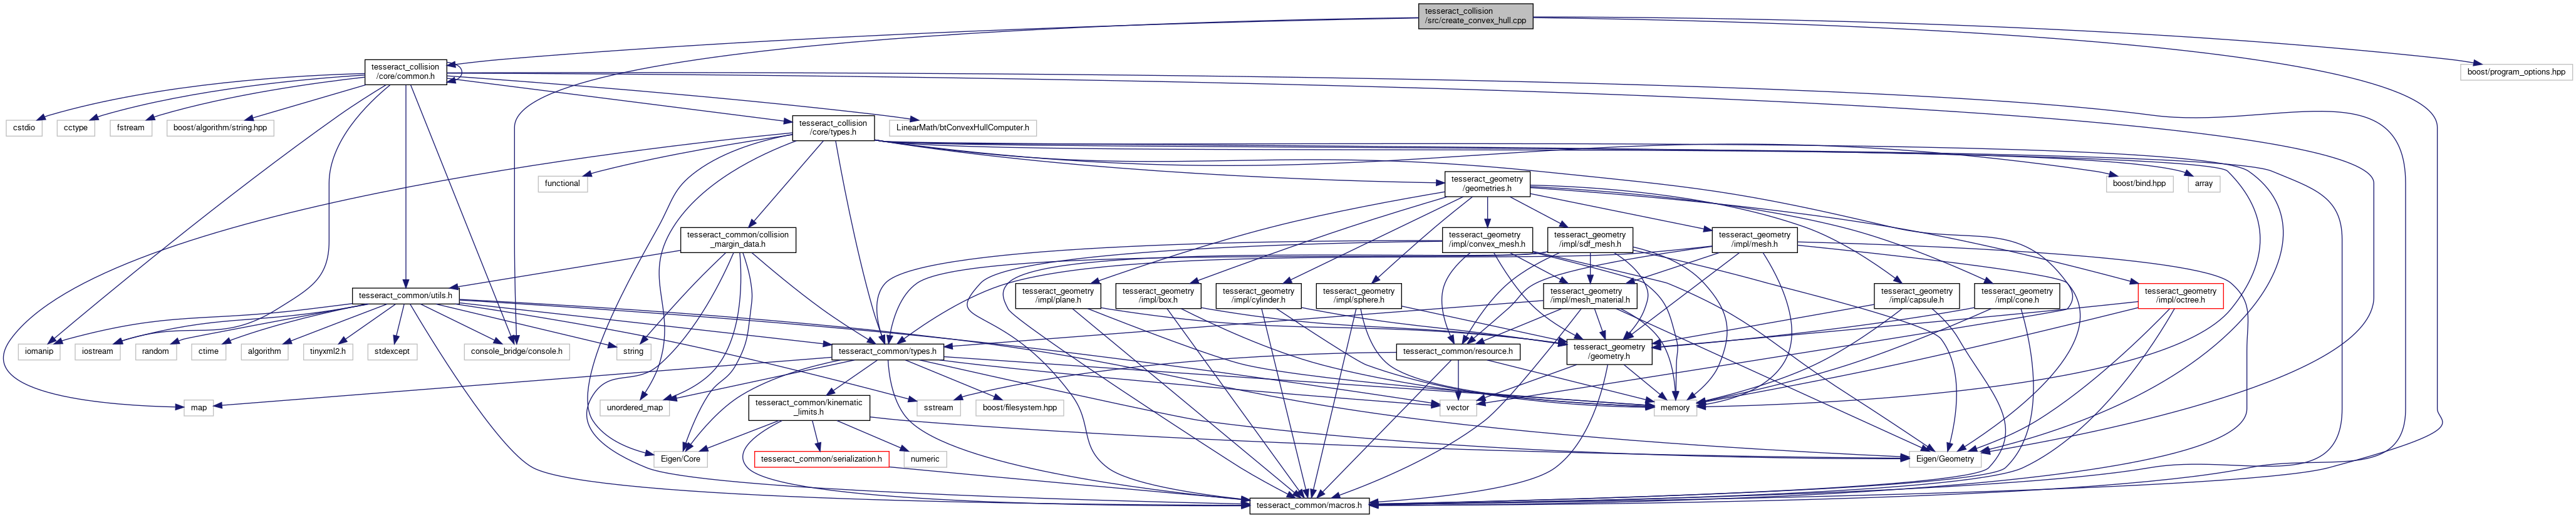 tesseract_collision
/src/create_convex_hull.cpp
tesseract_collision
/core/common.h
boost/program_options.hpp
cstdio
cctype
fstream
boost/algorithm/string.hpp
tesseract_collision
/core/types.h
LinearMath/btConvexHullComputer.h
functional
tesseract_geometry
/geometries.h
boost/bind.hpp
array
tesseract_common/collision
_margin_data.h
tesseract_geometry
/impl/convex_mesh.h
tesseract_geometry
/impl/sdf_mesh.h
tesseract_geometry
/impl/mesh.h
tesseract_common/utils.h
tesseract_geometry
/impl/plane.h
tesseract_geometry
/impl/box.h
tesseract_geometry
/impl/cylinder.h
tesseract_geometry
/impl/sphere.h
tesseract_geometry
/impl/mesh_material.h
tesseract_geometry
/impl/capsule.h
tesseract_geometry
/impl/cone.h
tesseract_geometry
/impl/octree.h
iomanip
iostream
random
ctime
algorithm
tinyxml2.h
stdexcept
console_bridge/console.h
string
tesseract_common/types.h
tesseract_common/resource.h
tesseract_geometry
/geometry.h
map
unordered_map
tesseract_common/kinematic
_limits.h
sstream
boost/filesystem.hpp
vector
memory
Eigen/Core
tesseract_common/serialization.h
numeric
Eigen/Geometry
tesseract_common/macros.h